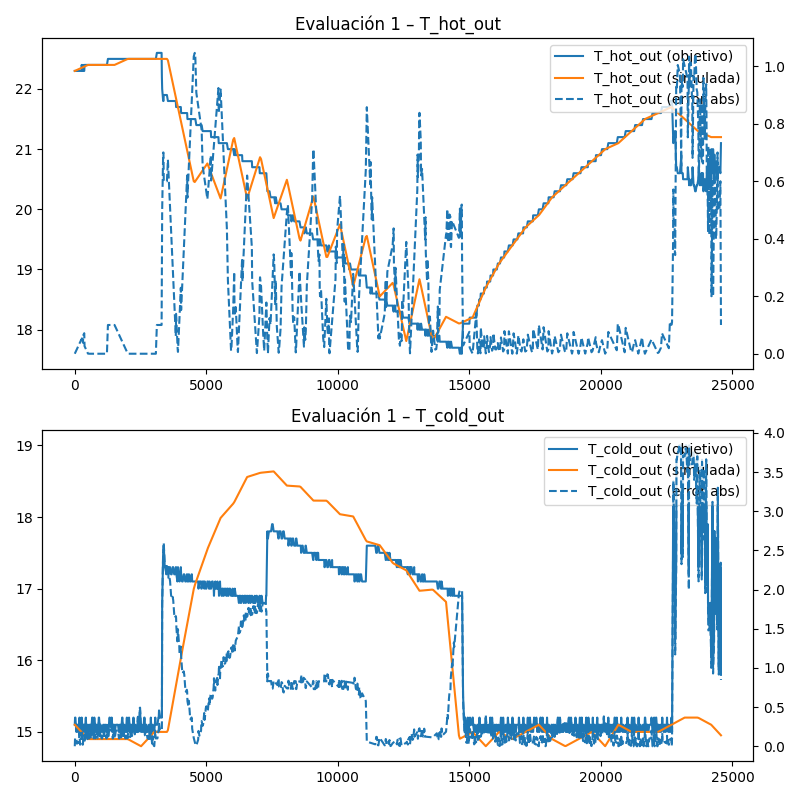 Evaluación 1 – T_hot_out
T_hot_out (objetivo)
T_hot_out (simulada)
T_hot_out (error abs)
22
21
20
19
18
1.0
0.8
0.6
0.4
0.2
0.0
0 5000 10000 15000 20000 25000
Evaluación 1 – T_cold_out
T_cold_out (objetivo)
T_cold_out (simulada)
T_cold_out (error abs)
19
18
17
16
15
4.0
3.5
3.0
2.5
2.0
1.5
1.0
0.5
0.0
0 5000 10000 15000 20000 25000